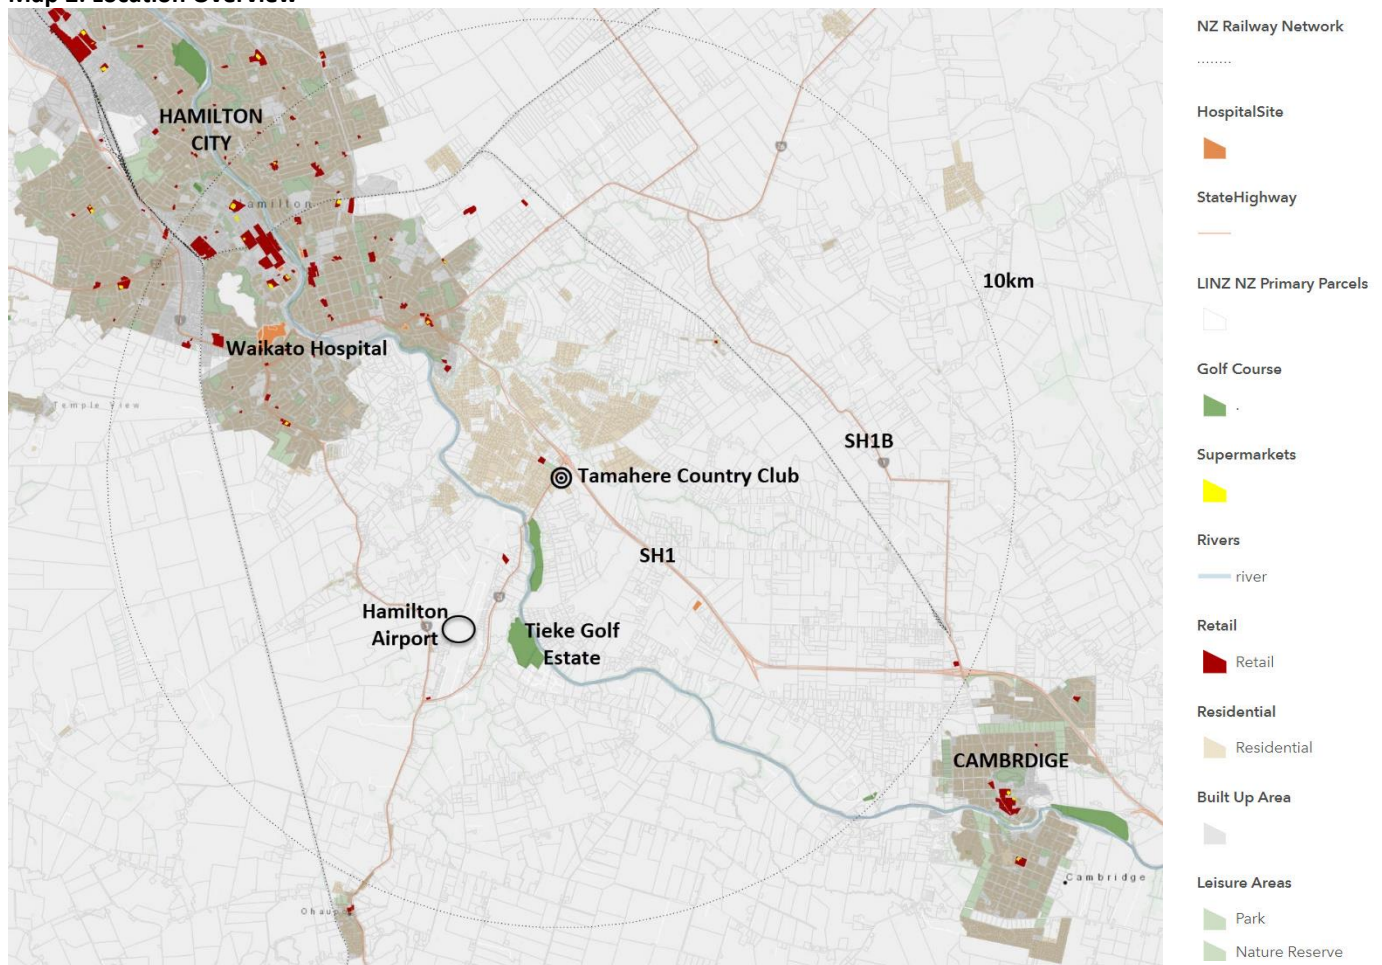 HAMILTON
CITY
Hamilton
10km
Waikato Hospital
Temple View
SH1B
Tamahere Country Club
SH1
Hamilton
Airport
Tieke Golf
Estate
CAMBRDIGE
Cambridge
Ohaup
NZ Railway Network
HospitalSite
StateHighway
LINZ NZ Primary Parcels
Golf Course
.
Supermarkets
Rivers
river
Retail
Retail
Residential
Residential
Built Up Area
Leisure Areas
Park
Nature Reserve